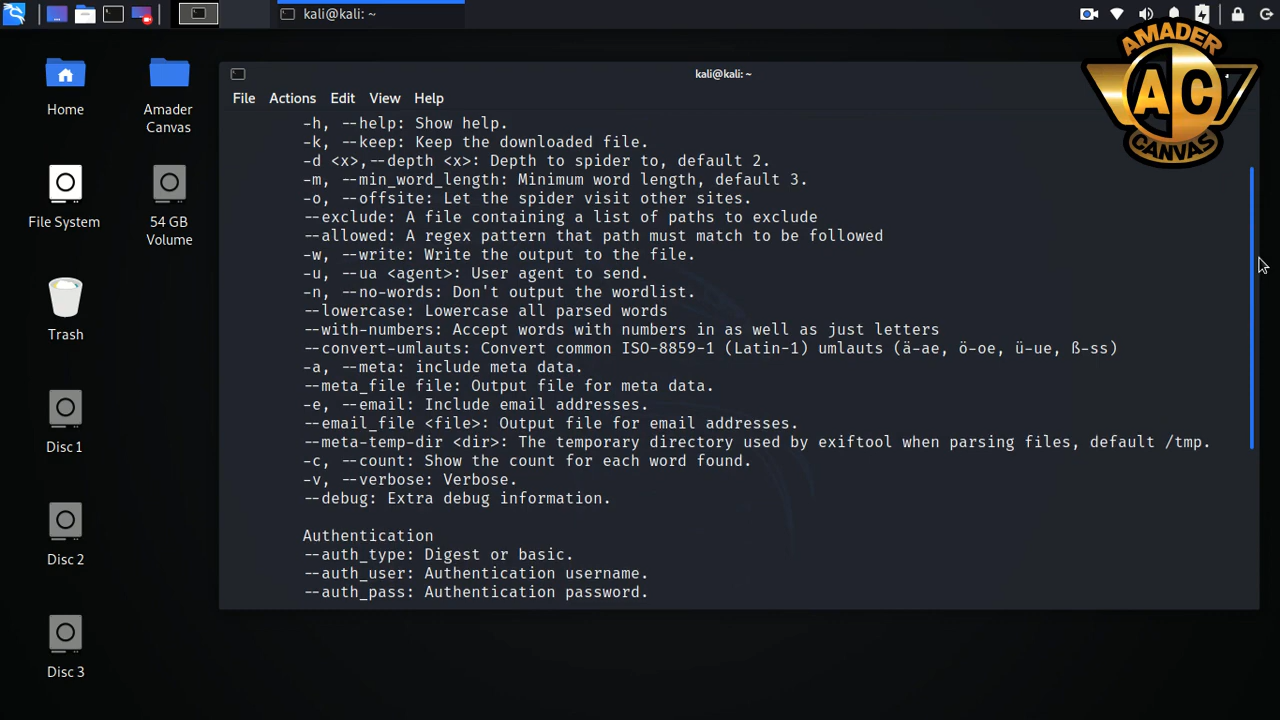 kali@kali: ~
AMADER
AC
CANVAS
Home
Amader
Canvas
File System
54 GB
Volume
Trash
Disc 1
Disc 2
Disc 3
kali@kali: ~
File Actions Edit View Help
-h, --help: Show help.
-k, --keep: Keep the downloaded file.
-d <x>,--depth <x>: Depth to spider to, default 2.
-m, --min_word_length: Minimum word length, default 3.
-o, --offsite: Let the spider visit other sites.
--exclude: A file containing a list of paths to exclude
--allowed: A regex pattern that path must match to be followed
-w, --write: Write the output to the file.
-u, --ua <agent>: User agent to send.
-n, --no-words: Don't output the wordlist.
--lowercase: Lowercase all parsed words
--with-numbers: Accept words with numbers in as well as just letters
--convert-umlauts: Convert common ISO-8859-1 (Latin-1) umlauts (ä-ae, ö-oe, ü-ue, ß-ss)
-a, --meta: include meta data.
--meta_file file: Output file for meta data.
-e, --email: Include email addresses.
--email_file <file>: Output file for email addresses.
--meta-temp-dir <dir>: The temporary directory used by exiftool when parsing files, default /tmp.
-c, --count: Show the count for each word found.
-v, --verbose: Verbose.
--debug: Extra debug information.
Authentication
--auth_type: Digest or basic.
--auth_user: Authentication username.
--auth_pass: Authentication password.